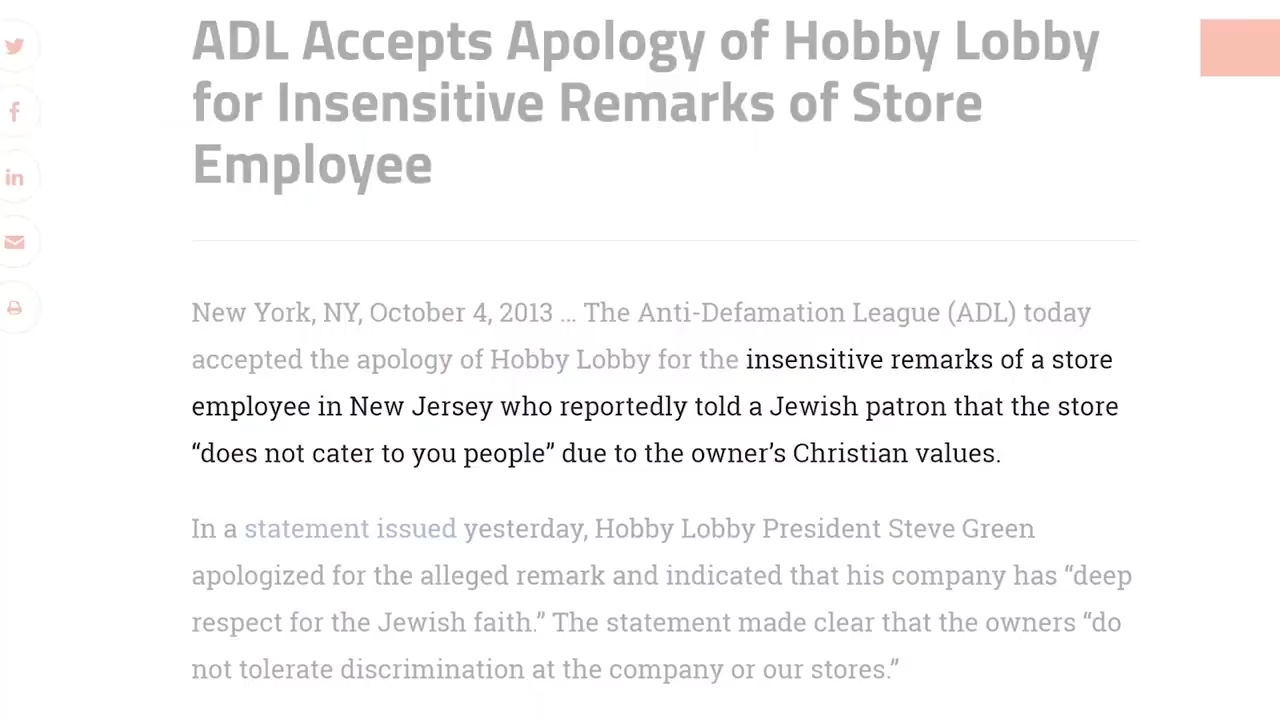 ADL Accepts Apology of Hobby Lobby
for Insensitive Remarks of Store
Employee
New York, NY, October 4, 2013 … The Anti-Defamation League (ADL) today
accepted the apology of Hobby Lobby for the insensitive remarks of a store
employee in New Jersey who reportedly told a Jewish patron that the store
“does not cater to you people” due to the owner’s Christian values.
In a statement issued yesterday, Hobby Lobby President Steve Green
apologized for the alleged remark and indicated that his company has “deep
respect for the Jewish faith.” The statement made clear that the owners “do
not tolerate discrimination at the company or our stores.”